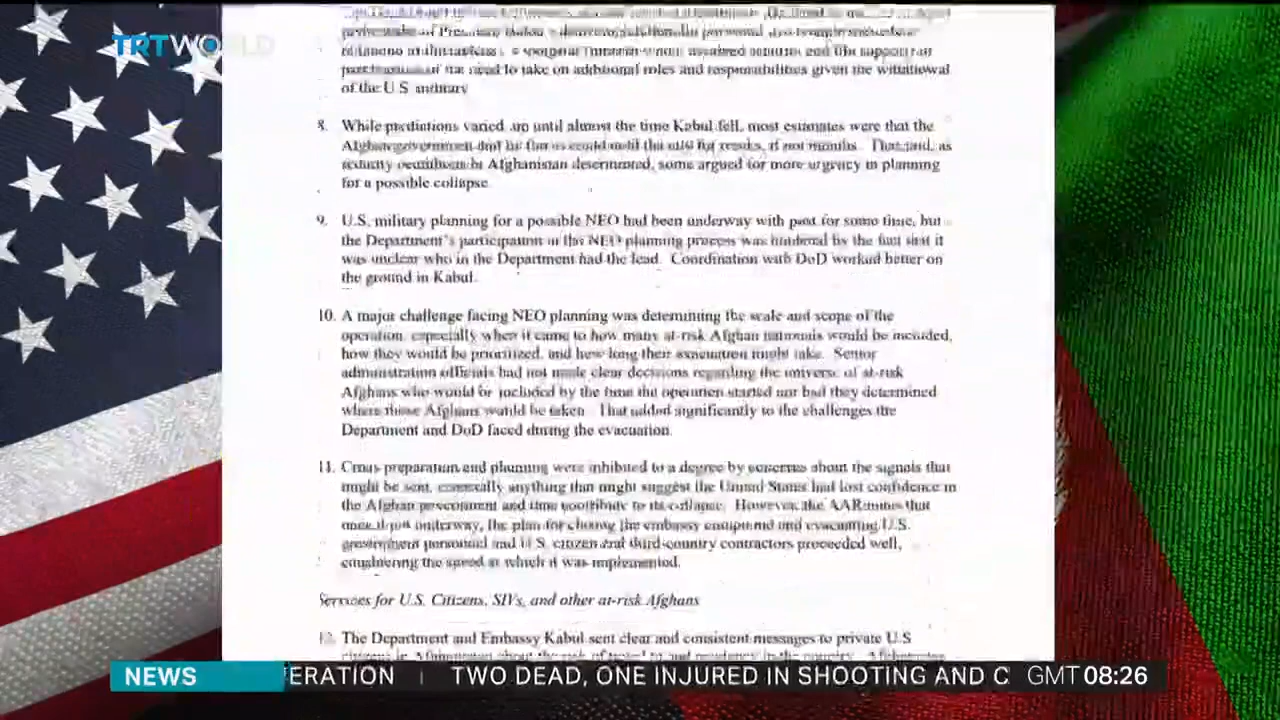 TRT WORLD
to take on additional roles and responsibilities given the withdrawal
of the U.S. military
8. While predictions varied, up until almost the time Kabul fell, most estimates were that the
Afghan government and its forces could hold the city for weeks, if not months. That said, as
security conditions in Afghanistan deteriorated, some argued for more urgency in planning
for a possible collapse.
9. U.S. military planning for a possible NEO had been underway with post for some time, but
the Department's participation in the NEO planning process was hindered by the fact that it
was unclear who in the Department had the lead. Coordination with DoD worked better on
the ground in Kabul.
10. A major challenge facing NEO planning was determining the scale and scope of the
operation, especially when it came to how many at-risk Afghan nationals would be included,
how they would be prioritized, and how long their evacuation might take. Senior
administration officials had not made clear decisions regarding the universe of at-risk
Afghans who would be included by the time the operation started nor had they determined
where those Afghans would be taken. That added significantly to the challenges the
Department and DoD faced during the evacuation.
11. Crisis preparation and planning were inhibited to a degree by concerns about the signals that
might be sent, especially anything that might suggest the United States had lost confidence in
the Afghan government and thus contribute to its collapse. However, the AAR notes that
once it got underway, the plan for closing the embassy compound and evacuating U.S.
government personnel and U.S. citizen and third-country contractors proceeded well,
considering the speed at which it was implemented.
Services for U.S. Citizens, SIVs, and other at-risk Afghans
12. The Department and Embassy Kabul sent clear and consistent messages to private U.S.
NEWS ERATION | TWO DEAD, ONE INJURED IN SHOOTING AND C GMT 08:26